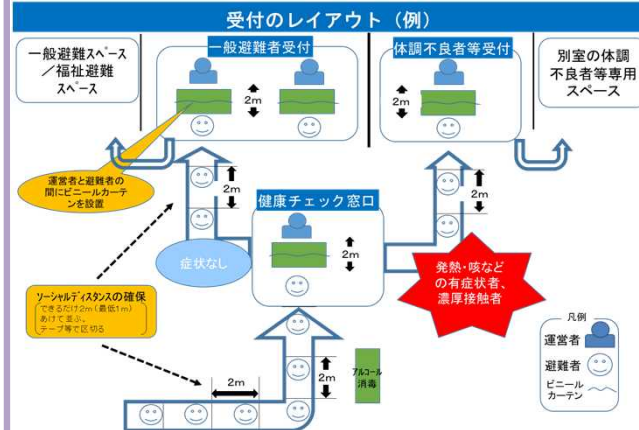 受付のレイアウト（例）
一般避難スペース
／福祉避難
スペース
一般避難者受付
体調不良者等受付
別室の体調
不良者等専用
スペース
2m
2m
運営者と避難者の
間にビニールカーテ
ンを設置
2m
2m
健康チェック窓口
2m
症状なし
発熱・咳などの
の有症状者、
濃厚接触者
ソーシャルディスタンスの確保
できるだけ2m（最低1m）
あけて並ぶ。
テープ等で区切る
2m
2m
アルコール
消毒
凡例
運営者
避難者
ビニール
カーテン